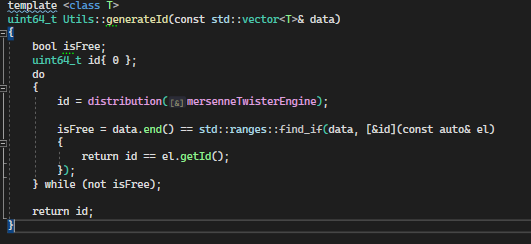 template <class T>
uint64_t Utils::generateId(const std::vector<T>& data)
{
bool isFree;
uint64_t id{ 0 };
do
{
id = distribution([&]mersenneTwisterEngine);
isFree = data.end() == std::ranges::find_if(data, [&id](const auto& el)
{
return id == el.getId();
});
} while (not isFree);
return id;
}